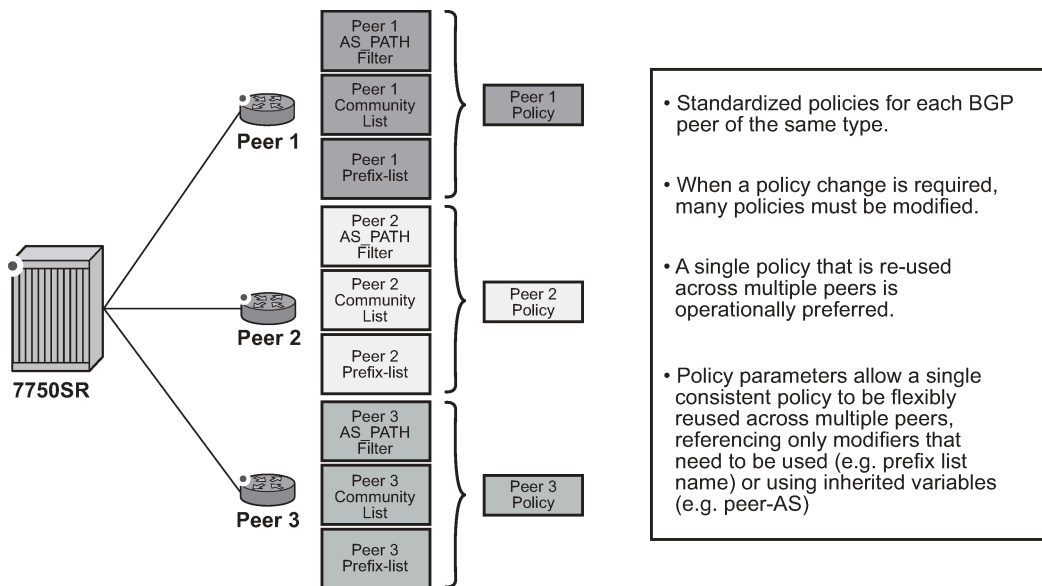 Peer 1
AS_PATH
Filter
Peer 1
Community
List
Peer 1
Prefix-list
Peer 1
Policy
Peer 1
Peer 2
AS_PATH
Filter
Peer 2
Community
List
Peer 2
Prefix-list
Peer 2
Policy
Peer 2
7750SR
Peer 3
AS_PATH
Filter
Peer 3
Community
List
Peer 3
Prefix-list
Peer 3
Policy
Peer 3
• Standardized policies for each BGP
peer of the same type.
• When a policy change is required,
many policies must be modified.
• A single policy that is re-used
across multiple peers is
operationally preferred.
• Policy parameters allow a single
consistent policy to be flexibly
reused across multiple peers,
referencing only modifiers that
need to be used (e.g. prefix list
name) or using inherited variables
(e.g. peer-AS)